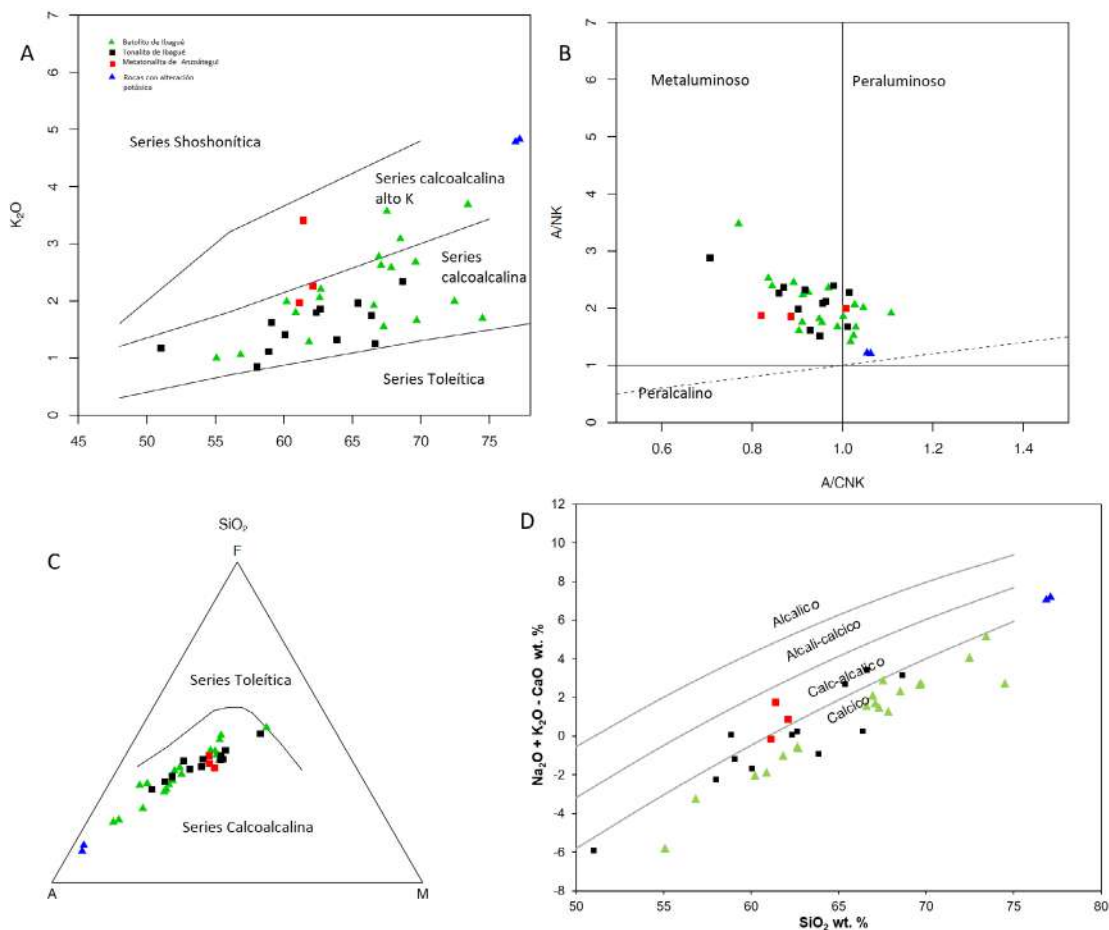 A
7
6
5
4
3
2
1
0
K₂O
Batolito de Ibagué
Tonalita de Ibagué
Metatonalita de Anzoátegui
Rocas con alteración
potásica
Series Shoshonítica
Series calcoalcalina
alto K
Series
calcoalcalina
Series Toleítica
45
50
55
60
65
70
75
SiO₂
B
7
6
5
4
3
2
1
0
A/NK
Metaluminoso
Peraluminoso
Peralcalino
0.6
0.8
1.0
1.2
1.4
A/CNK
C
F
Series Toleítica
Series Calcoalcalina
A
M
D
12
10
8
6
4
2
0
-2
-4
-6
-8
Na₂O + K₂O - CaO wt. %
Alcalico
Alcali-calcico
Calc-alcalico
Calcico
50
55
60
65
70
75
80
SiO₂ wt. %